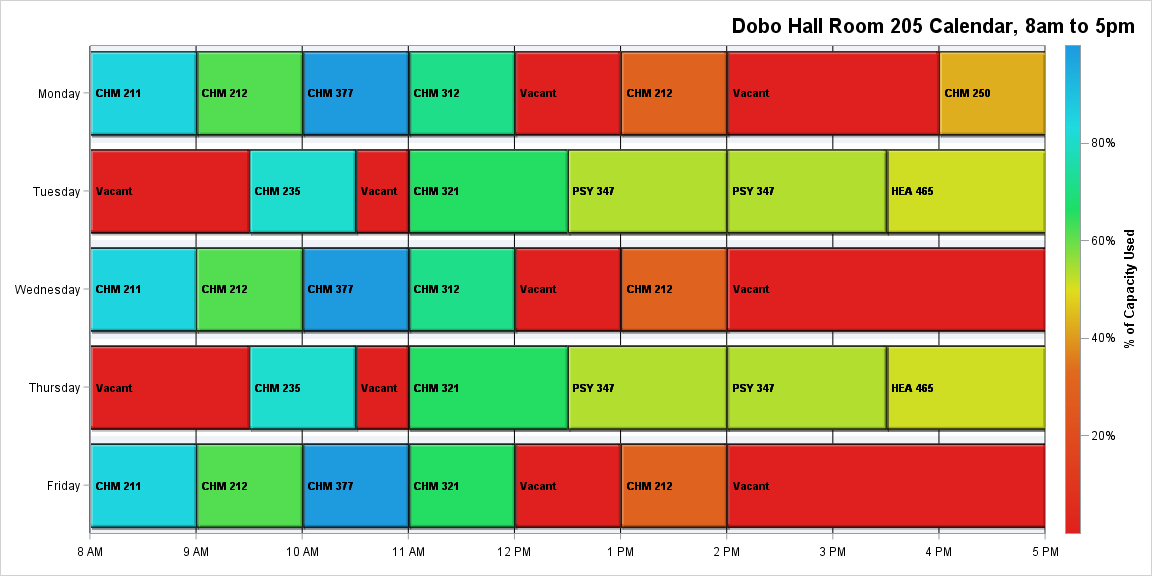 Dobo Hall Room 205 Calendar, 8am to 5pm
Monday CHM 211 CHM 212 CHM 377 CHM 312 Vacant CHM 212 Vacant CHM 250
Tuesday Vacant CHM 235 Vacant CHM 321 PSY 347 PSY 347 HEA 465
Wednesday CHM 211 CHM 212 CHM 377 CHM 312 Vacant CHM 212 Vacant
Thursday Vacant CHM 235 Vacant CHM 321 PSY 347 PSY 347 HEA 465
Friday CHM 211 CHM 212 CHM 377 CHM 321 Vacant CHM 212 Vacant
8 AM 9 AM 10 AM 11 AM 12 PM 1 PM 2 PM 3 PM 4 PM 5 PM
80%
60%
40%
20%
% of Capacity Used